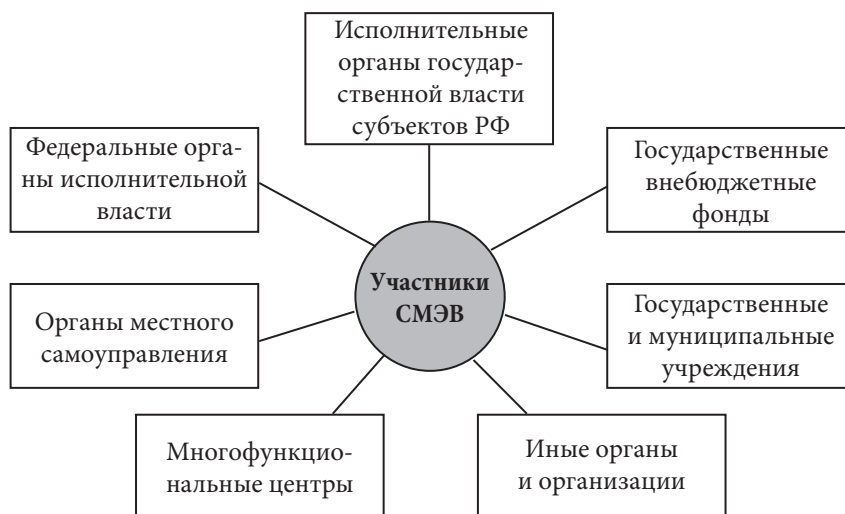 Исполнительные
органы государ-
ственной власти
субъектов РФ
Федеральные орга-
ны исполнительной
власти
Государственные
внебюджетные
фонды
Участники
СМЭВ
Органы местного
самоуправления
Государственные
и муниципальные
учреждения
Многофункцио-
нальные центры
Иные органы
и организации